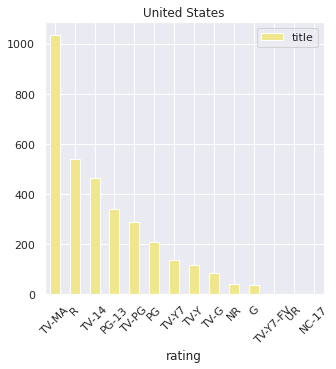 United States
title
1000
800
600
400
200
0
TV-MA
R
TV-14
PG-13
TV-PG
PG
TV-Y7
TV-Y
TV-G
NR
G
TV-Y7-FV
UR
NC-17
rating